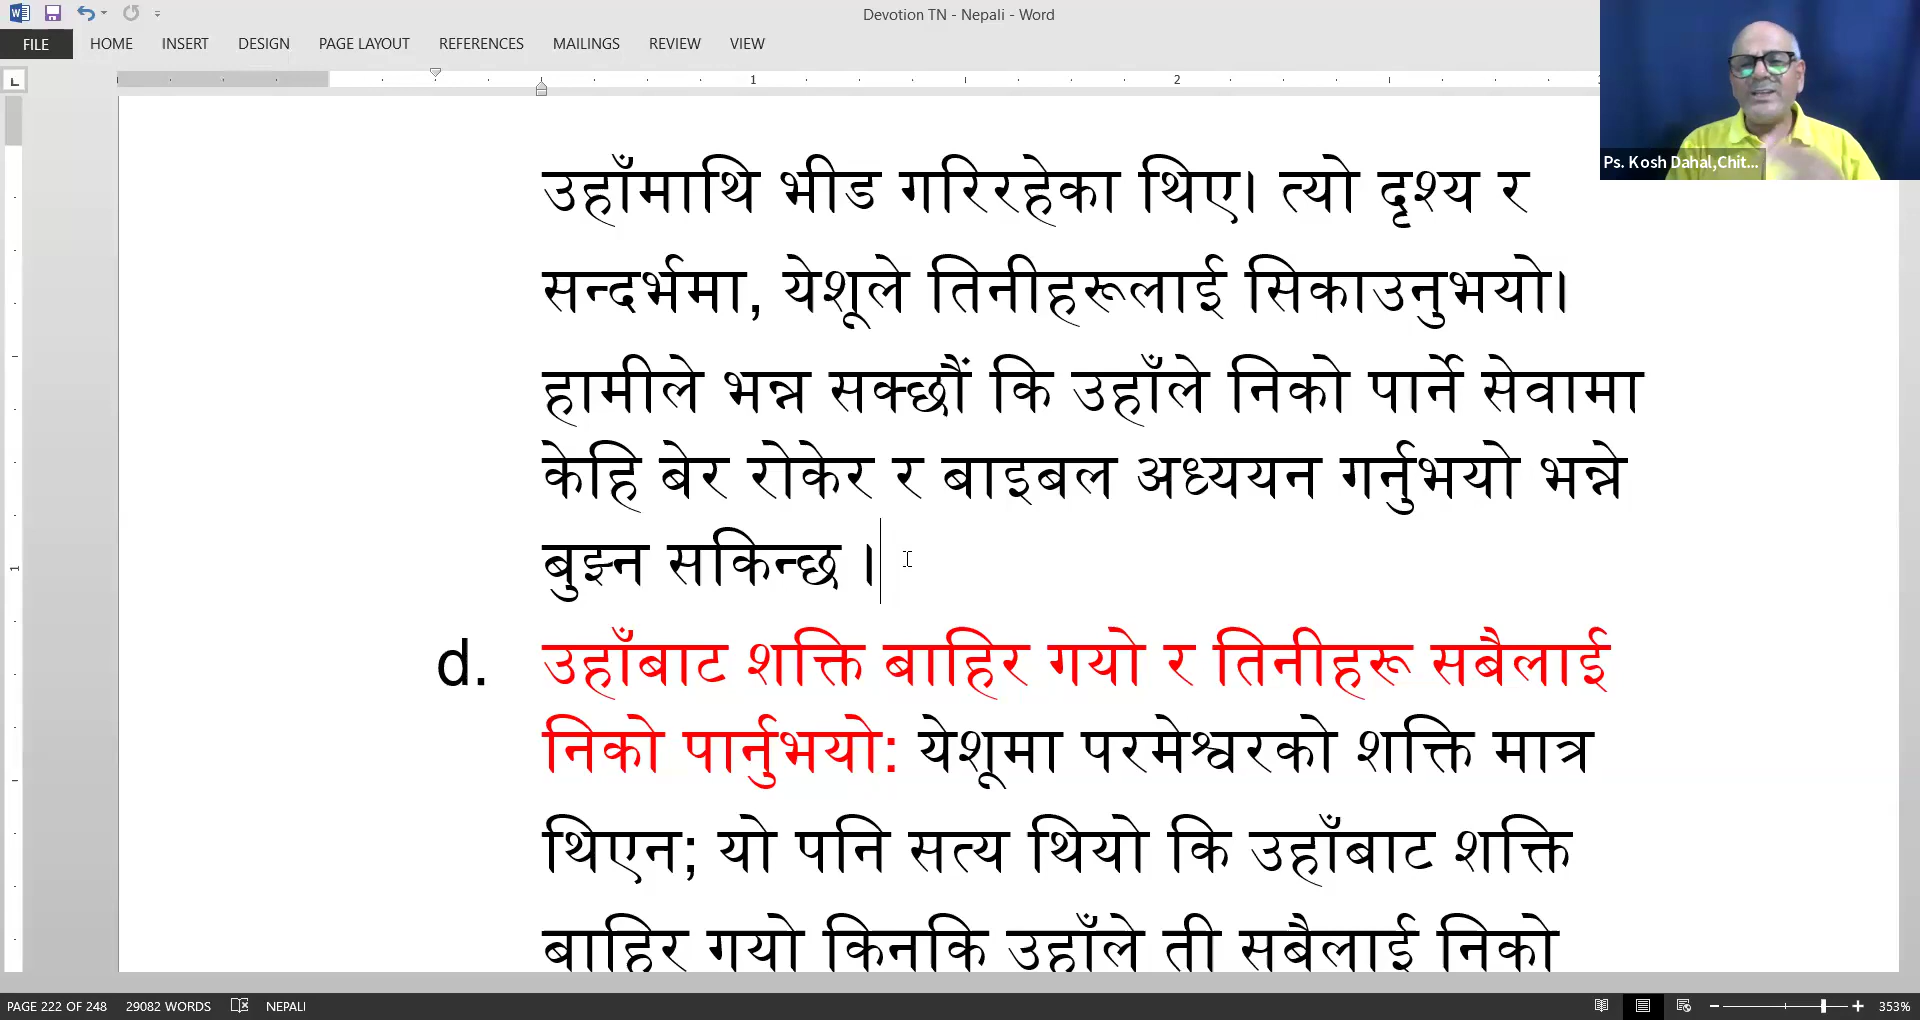 Devotion TN - Nepali - Word
FILE HOME INSERT DESIGN PAGE LAYOUT REFERENCES MAILINGS REVIEW VIEW
Ps. Kosh Dahal,Chit...
1 2
उहाँमाथि भीड गरिरहेका थिए। त्यो दृश्य र
सन्दर्भमा, येशूले तिनीहरूलाई सिकाउनुभयो।
हामीले भन्न सक्छौं कि उहाँले निको पार्ने सेवामा
केहि बेर रोकेर र बाइबल अध्ययन गर्नुभयो भन्ने
बुझ्न सकिन्छ ।
1
d. उहाँबाट शक्ति बाहिर गयो र तिनीहरू सबैलाई
निको पार्नुभयो: येशूमा परमेश्वरको शक्ति मात्र
थिएन; यो पनि सत्य थियो कि उहाँबाट शक्ति
बाहिर गयो किनकि उहाँले ती सबैलाई निको
PAGE 222 OF 248 29082 WORDS NEPALI 353%